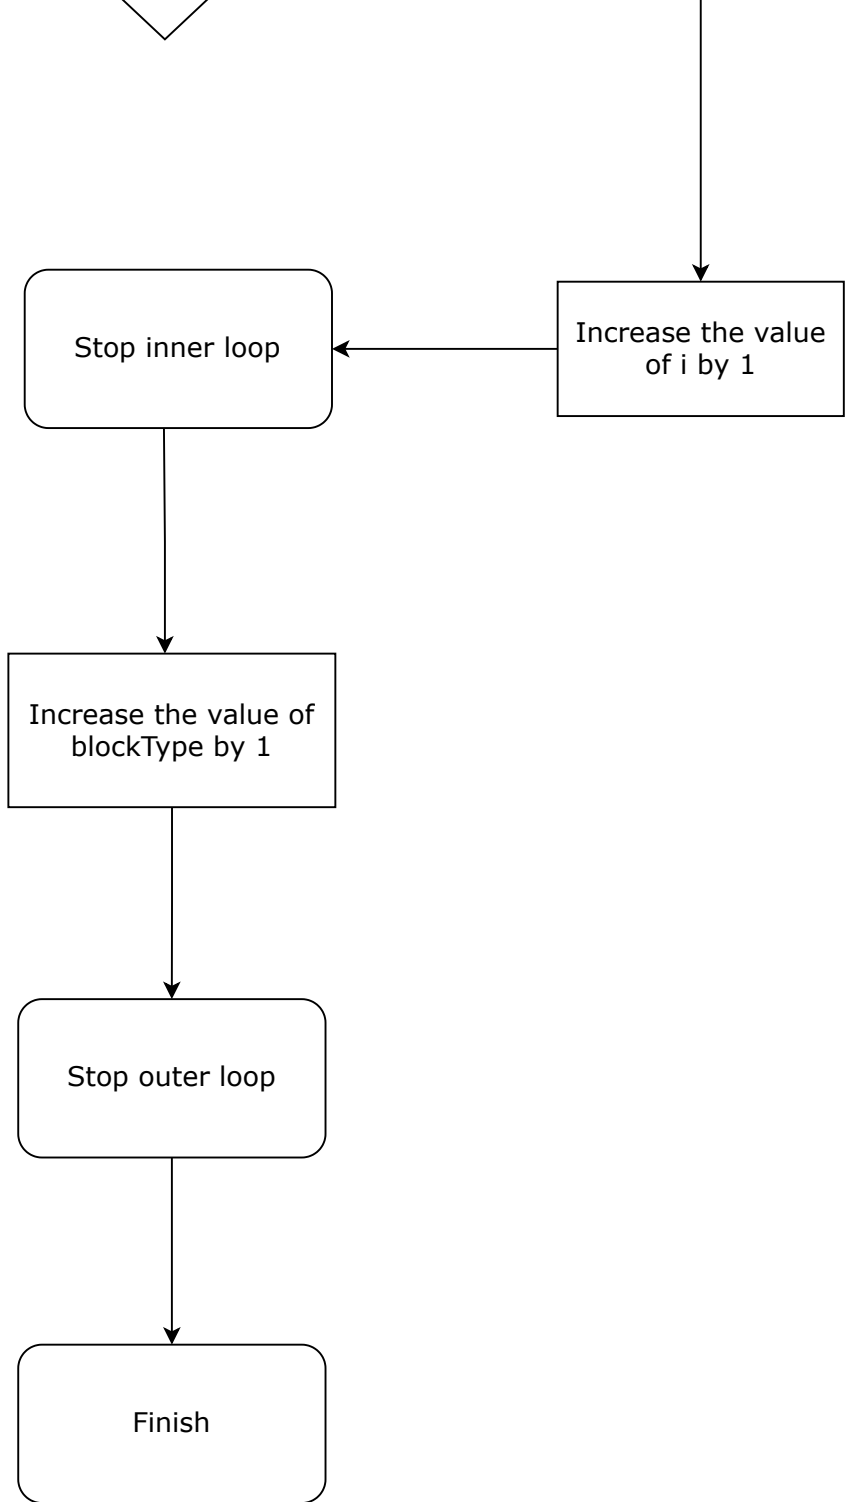 Stop inner loop
Increase the value
of i by 1
Increase the value of
blockType by 1
Stop outer loop
Finish